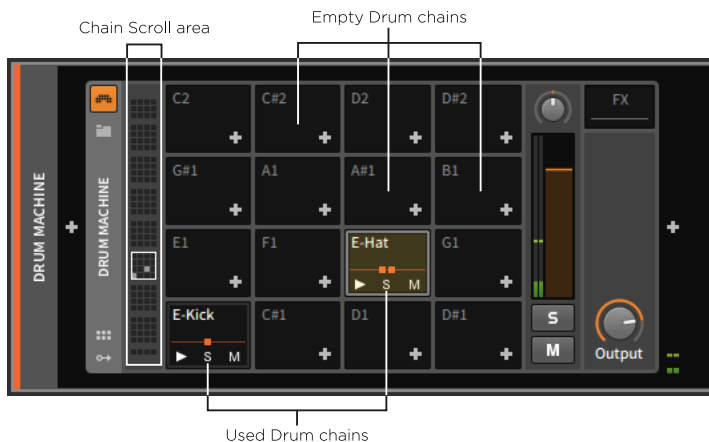 Empty Drum chains
Chain Scroll area
DRUM MACHINE
DRUM MACHINE
C2
C#2
D2
D#2
FX
G#1
A1
A#1
B1
E1
F1
E-Hat
G1
S M
E-Kick
C#1
D1
D#1
S
S M
M
Output
Used Drum chains